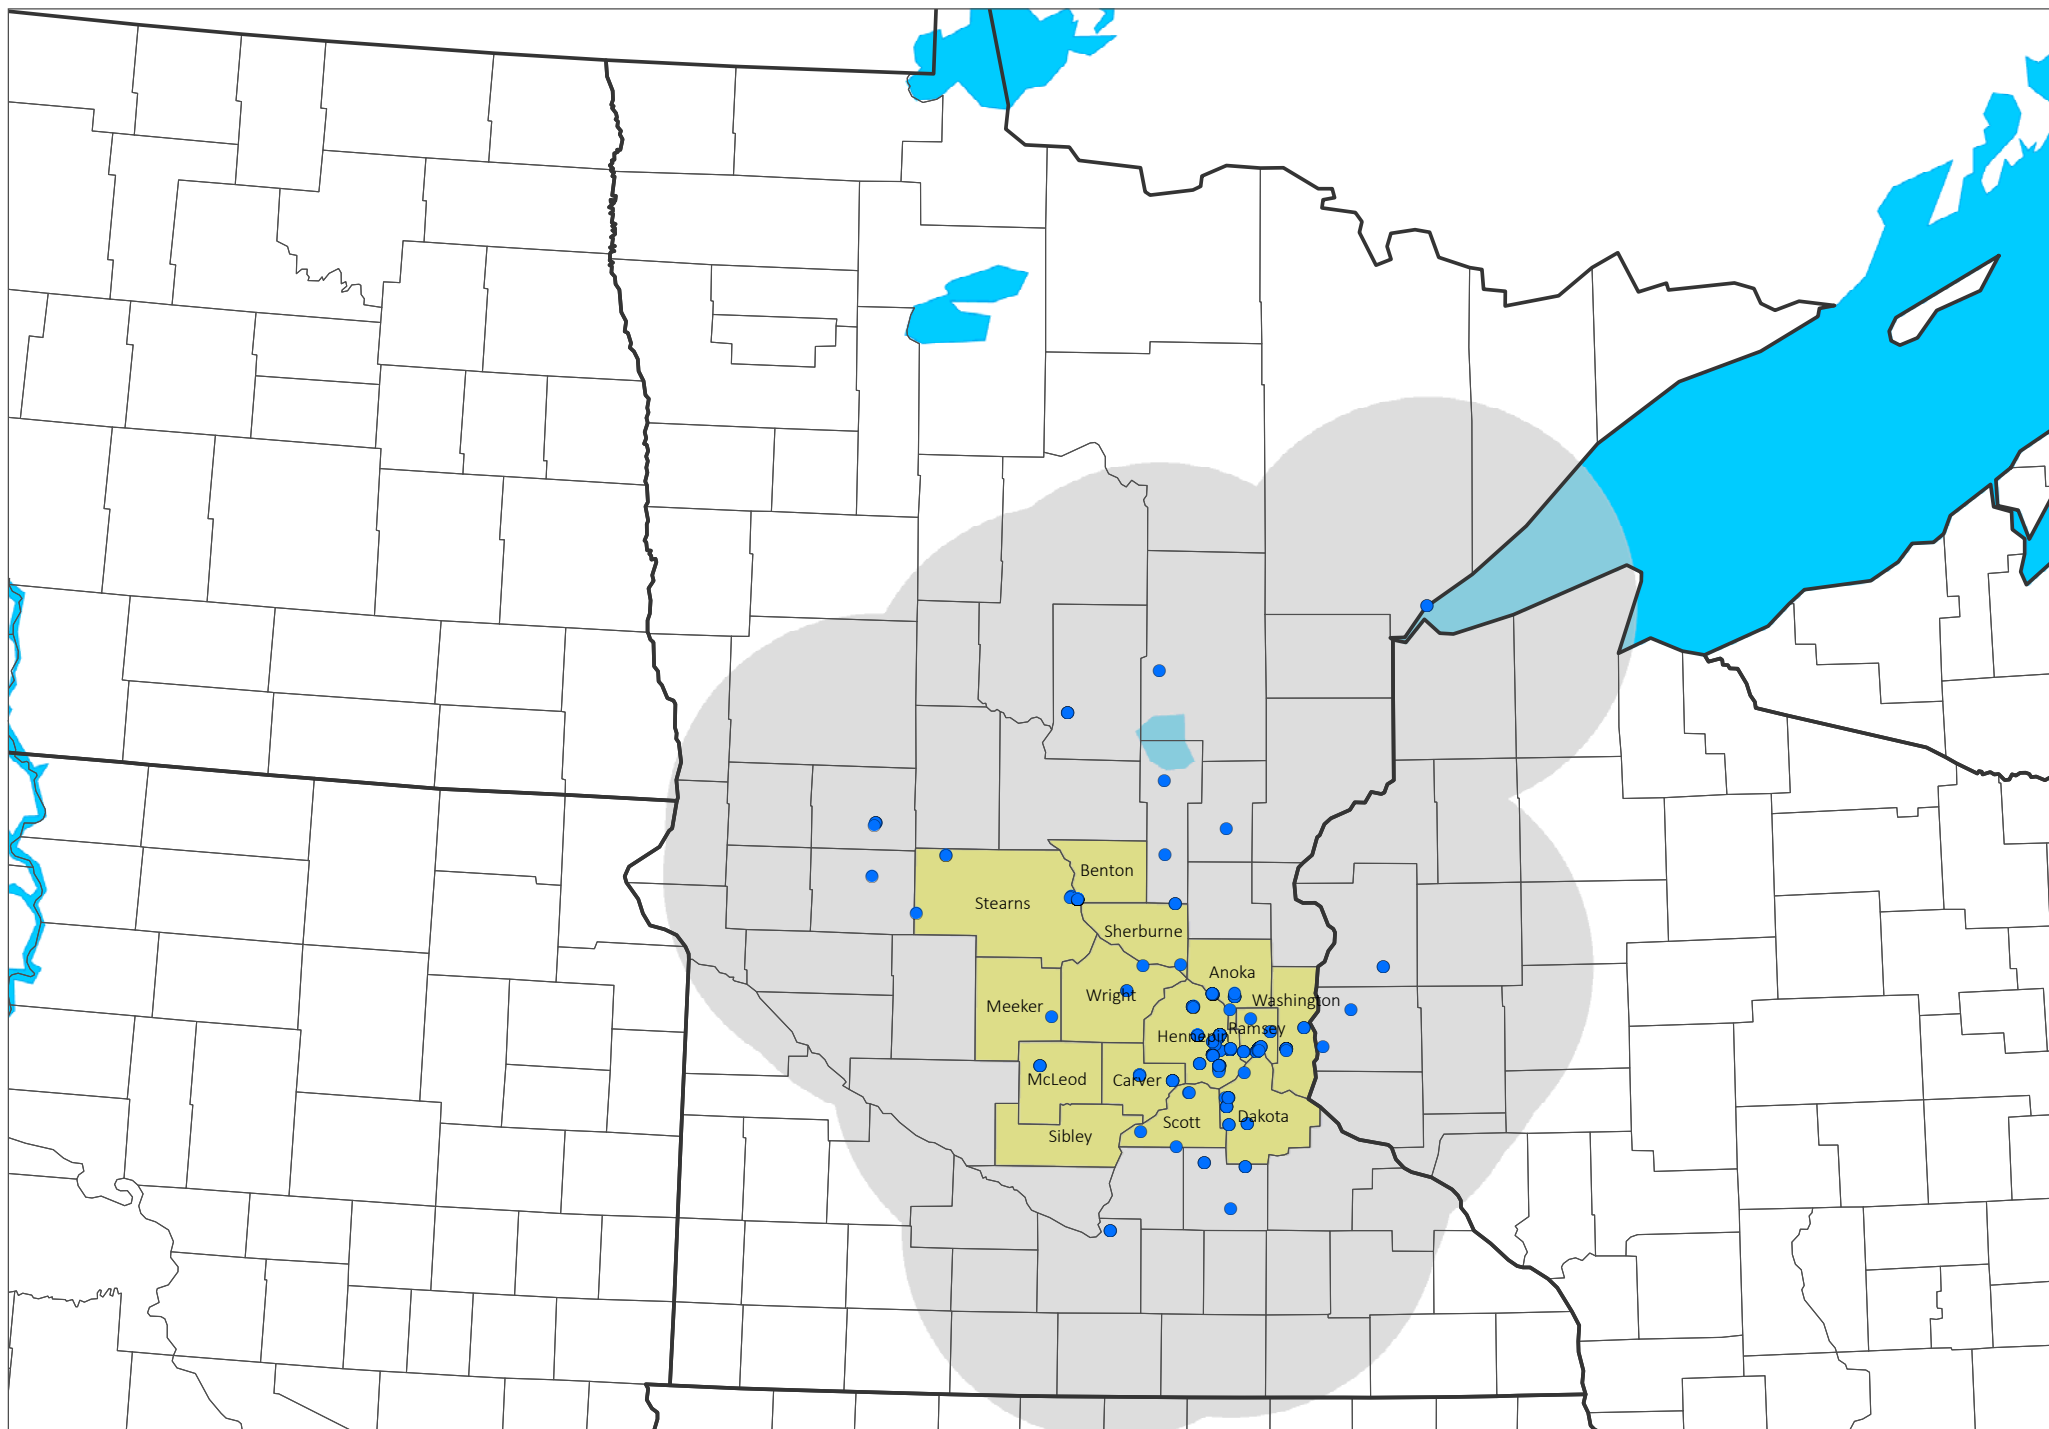 Benton
Stearns
Sherburne
Anoka
Wright
Washington
Meeker
Ramsey
Hennepin
McLeod
Carver
Dakota
Scott
Sibley